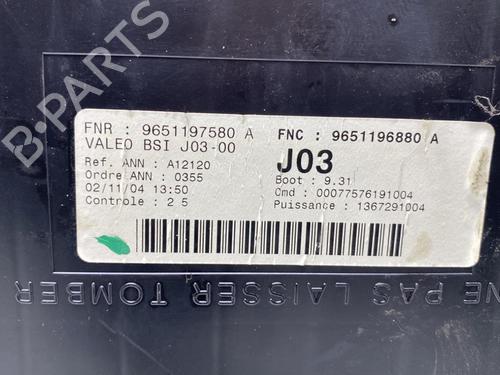 B-PARTS
FNR : 9651197580 A
FNC : 9651196880 A
VALEO BSI J03-00
J03
Ref. ANN : A12120
Ordre ANN : 0355
Boot : 9.31
02/11/04 13:50
Cmd : 00077576191004
Controle : 2 5
Puissance : 1367291004
NE PAS LAISSER TOMBER